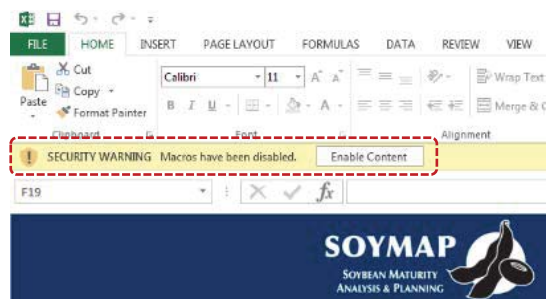 FILE HOME INSERT PAGE LAYOUT FORMULAS DATA REVIEW VIEW
Cut
Copy
Format Painter
Paste
Calibri 11 A A
B I U A
Wrap Text
Merge & C
Clipboard Font Alignment
SECURITY WARNING Macros have been disabled. Enable Content
F19 fx
SOYMAP
SOYBEAN MATURITY
ANALYSIS & PLANNING